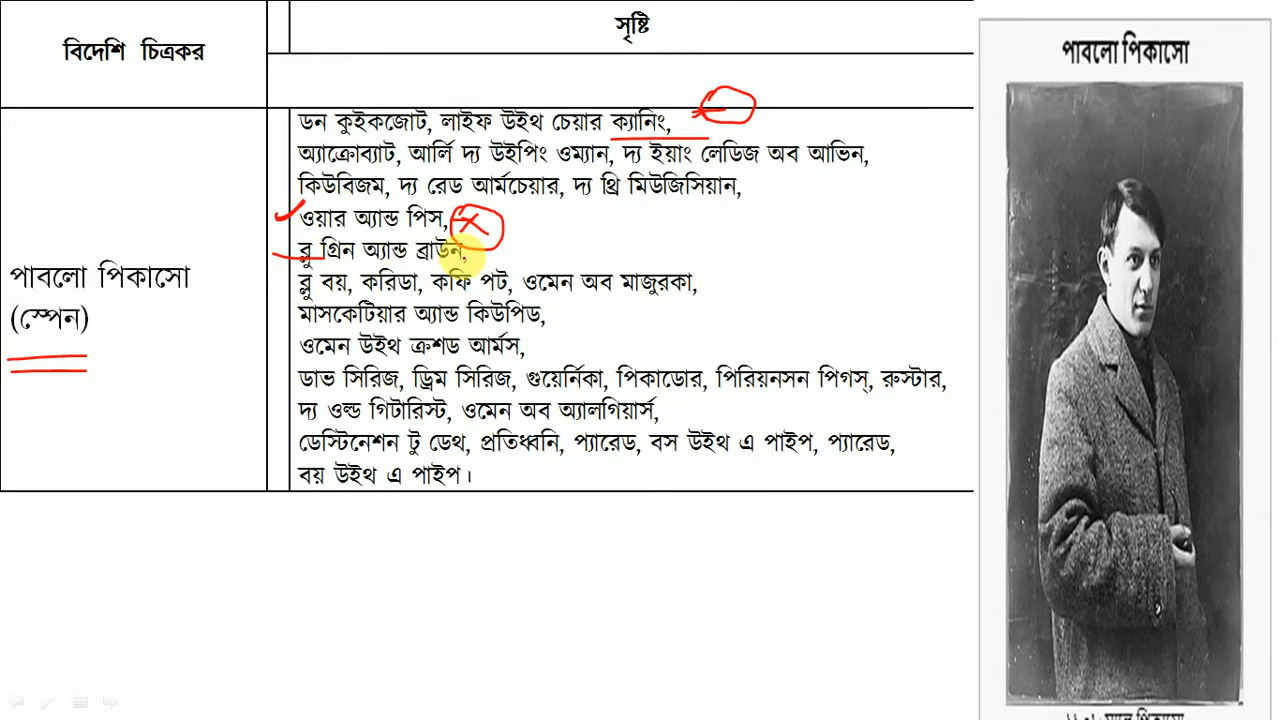 বিদেশি চিত্রকর
সৃষ্টি
পাবলো পিকাসো
(স্পেন)
ডন কুইকজোট, লাইফ উইথ চেয়ার ক্যানিং,
অ্যাক্রোব্যাট, আর্লি দ্য উইপিং ওম্যান, দ্য ইয়াং লেডিজ অব আভিন,
কিউবিজম, দ্য রেড আর্মচেয়ার, দ্য থ্রি মিউজিসিয়ান,
ওয়ার অ্যান্ড পিস,
ব্লু গ্রিন অ্যান্ড ব্রাউন,
ব্লু বয়, করিডা, কফি পট, ওমেন অব মাজুরকা,
মাসকেটিয়ার অ্যান্ড কিউপিড,
ওমেন উইথ ক্রশড আর্মস,
ডাভ সিরিজ, ড্রিম সিরিজ, গুয়ের্নিকা, পিকাডোর, পিরিয়নসন পিগস্, রুস্টার,
দ্য ওল্ড গিটারিস্ট, ওমেন অব অ্যালগিয়ার্স,
ডেস্টিনেশন টু ডেথ, প্রতিধ্বনি, প্যারেড, বস উইথ এ পাইপ, প্যারেড,
বয় উইথ এ পাইপ।
পাবলো পিকাসো